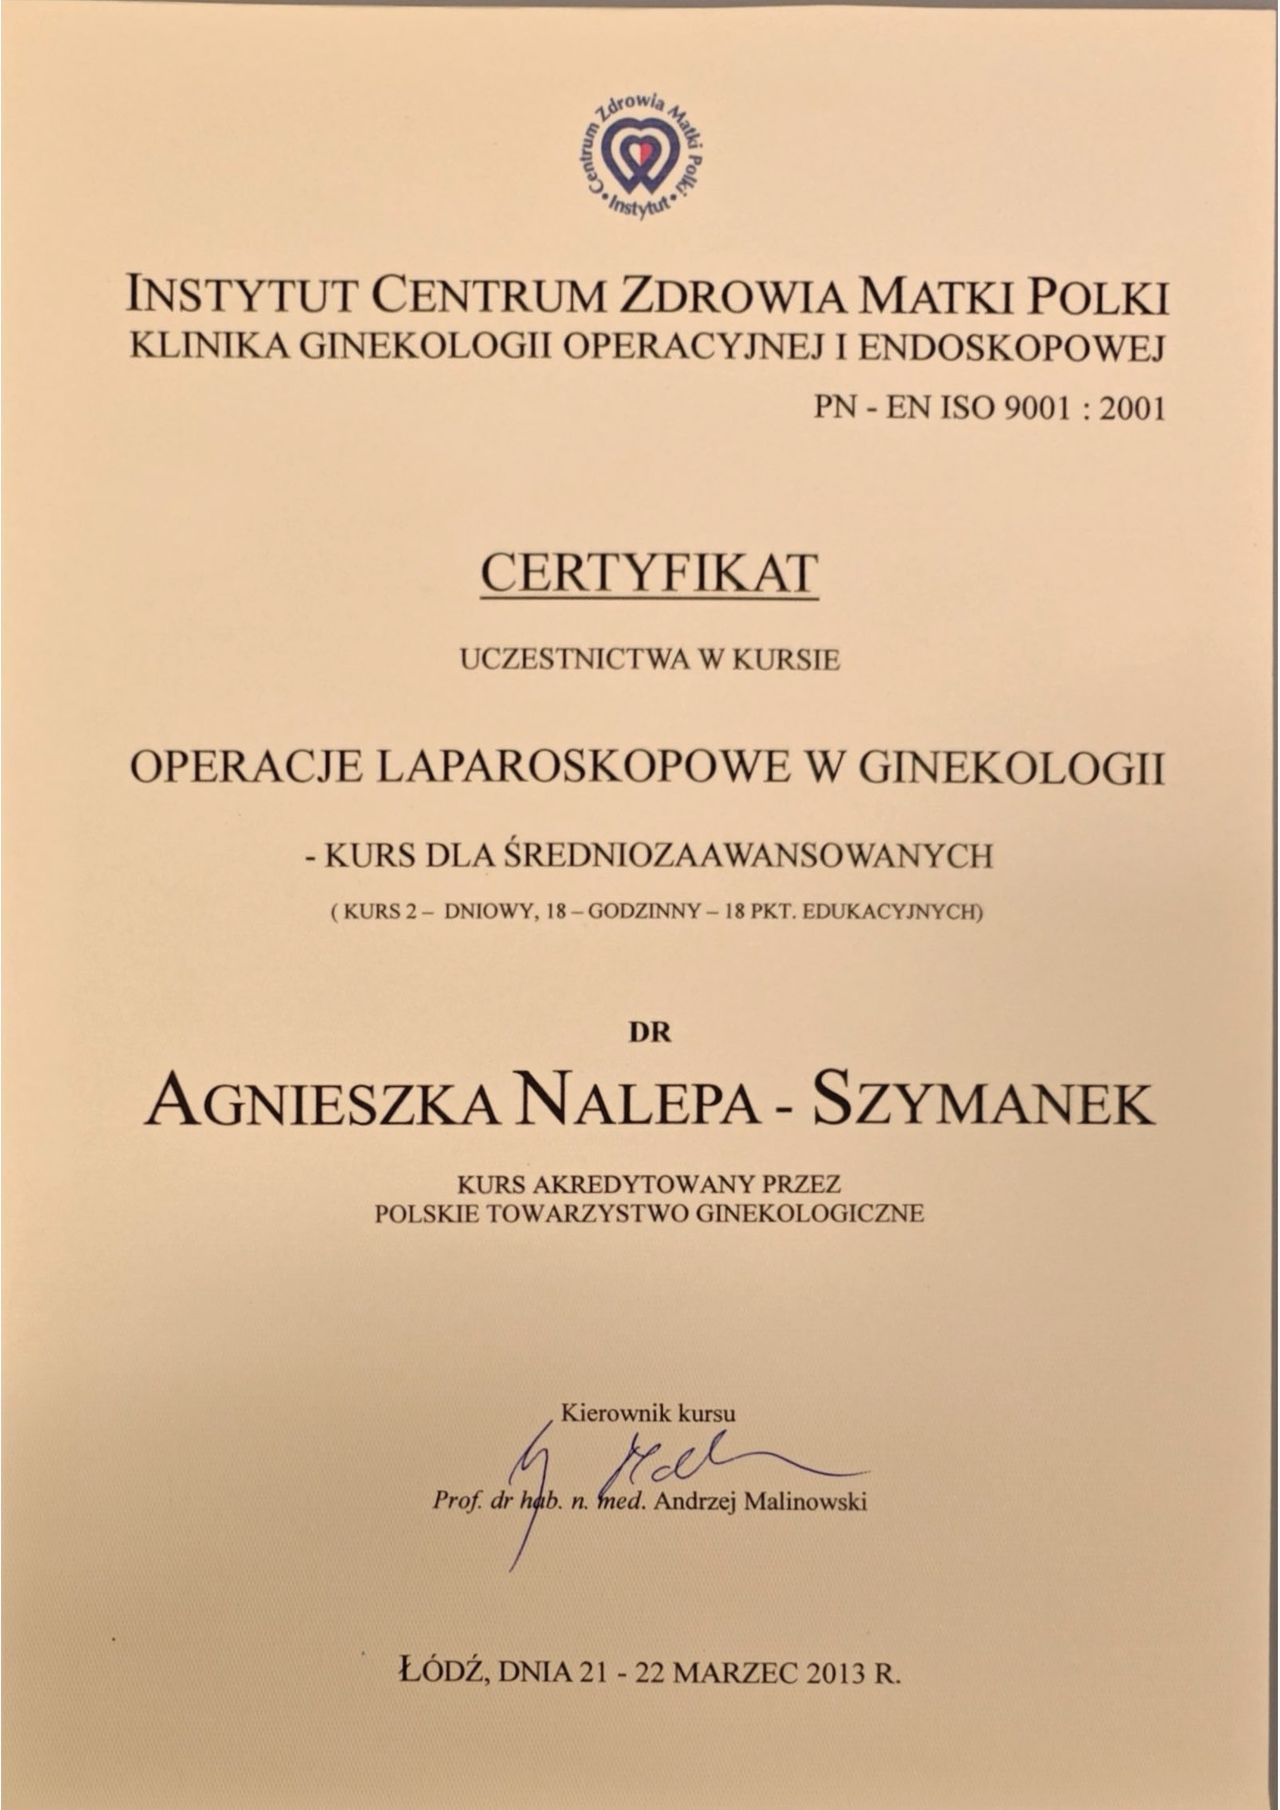 Centrum Zdrowia Matki Polki • Instytut •
INSTYTUT CENTRUM ZDROWIA MATKI POLKI
KLINIKA GINEKOLOGII OPERACYJNEJ I ENDOSKOPOWEJ
PN - EN ISO 9001 : 2001
CERTYFIKAT
UCZESTNICTWA W KURSIE
OPERACJE LAPAROSKOPOWE W GINEKOLOGII
- KURS DLA ŚREDNIOZAAWANSOWANYCH
( KURS 2 – DNIOWY, 18 – GODZINNY – 18 PKT. EDUKACYJNYCH)
DR
AGNIESZKA NALEPA - SZYMANEK
KURS AKREDYTOWANY PRZEZ
POLSKIE TOWARZYSTWO GINEKOLOGICZNE
Kierownik kursu
Prof. dr hab. n. med. Andrzej Malinowski
ŁÓDŹ, DNIA 21 - 22 MARZEC 2013 R.